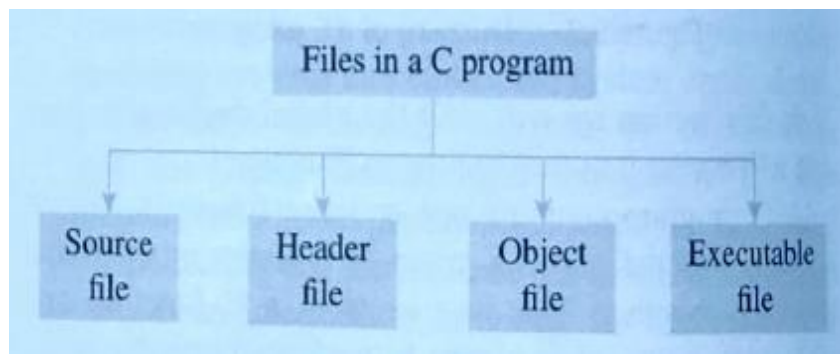 Files in a C program
Source
file
Header
file
Object
file
Executable
file